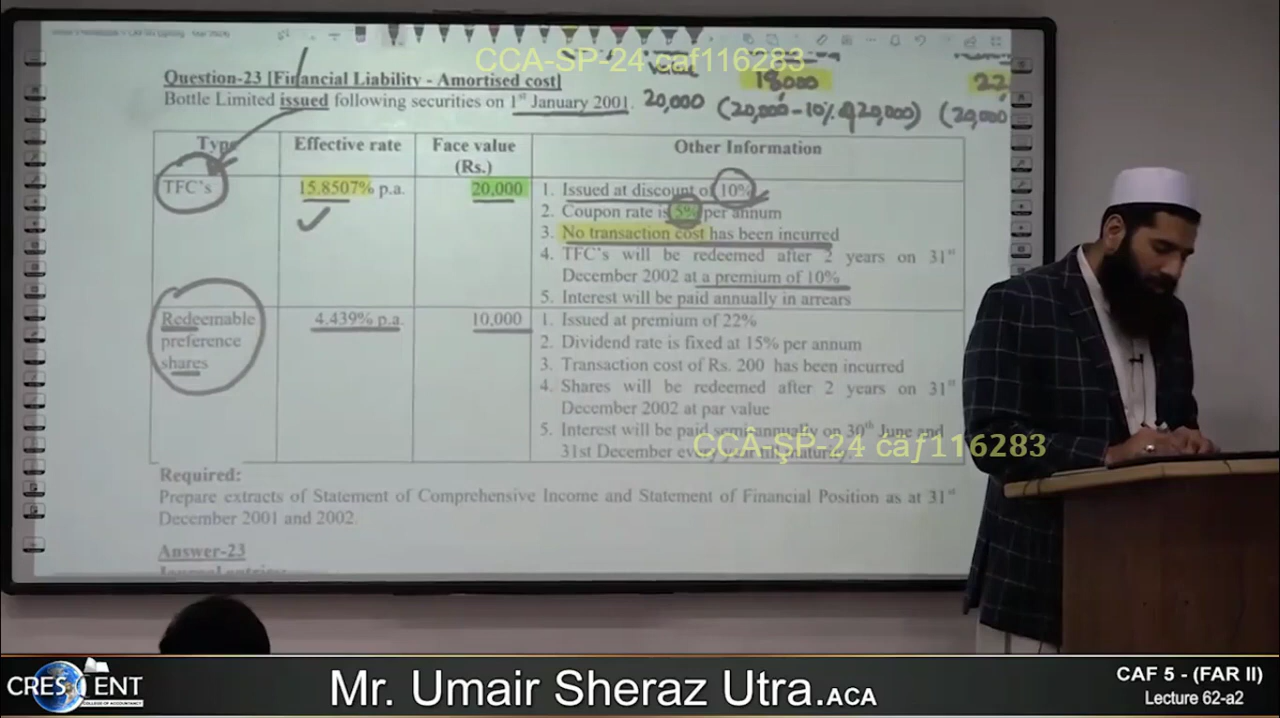 CCA-SP-24 caf116283
Question-23 [Financial Liability - Amortised cost]
18000
22
Bottle Limited issued following securities on 1st January 2001.
20,000 (20,000-10% of 20,000) (20,000
Type
Effective rate
Face value (Rs.)
Other Information
TFC's
15.8507% p.a.
20,000
1. Issued at discount of 10%
2. Coupon rate is 5% per annum
3. No transaction cost has been incurred
4. TFC's will be redeemed after 2 years on 31st
December 2002 at a premium of 10%
5. Interest will be paid annually in arrears
Redeemable
preference
shares
4.439% p.a.
10,000
1. Issued at premium of 22%
2. Dividend rate is fixed at 15% per annum
3. Transaction cost of Rs. 200 has been incurred
4. Shares will be redeemed after 2 years on 31st
December 2002 at par value
5. Interest will be paid semi annually on 30th June and
31st December
CCA-SP-24 caf116283
Required:
Prepare extracts of Statement of Comprehensive Income and Statement of Financial Position as at 31st
December 2001 and 2002.
Answer-23
CRESCENT
COLLEGE OF ACCOUNTANCY
Mr. Umair Sheraz Utra.ACA
CAF 5 - (FAR II)
Lecture 62-a2